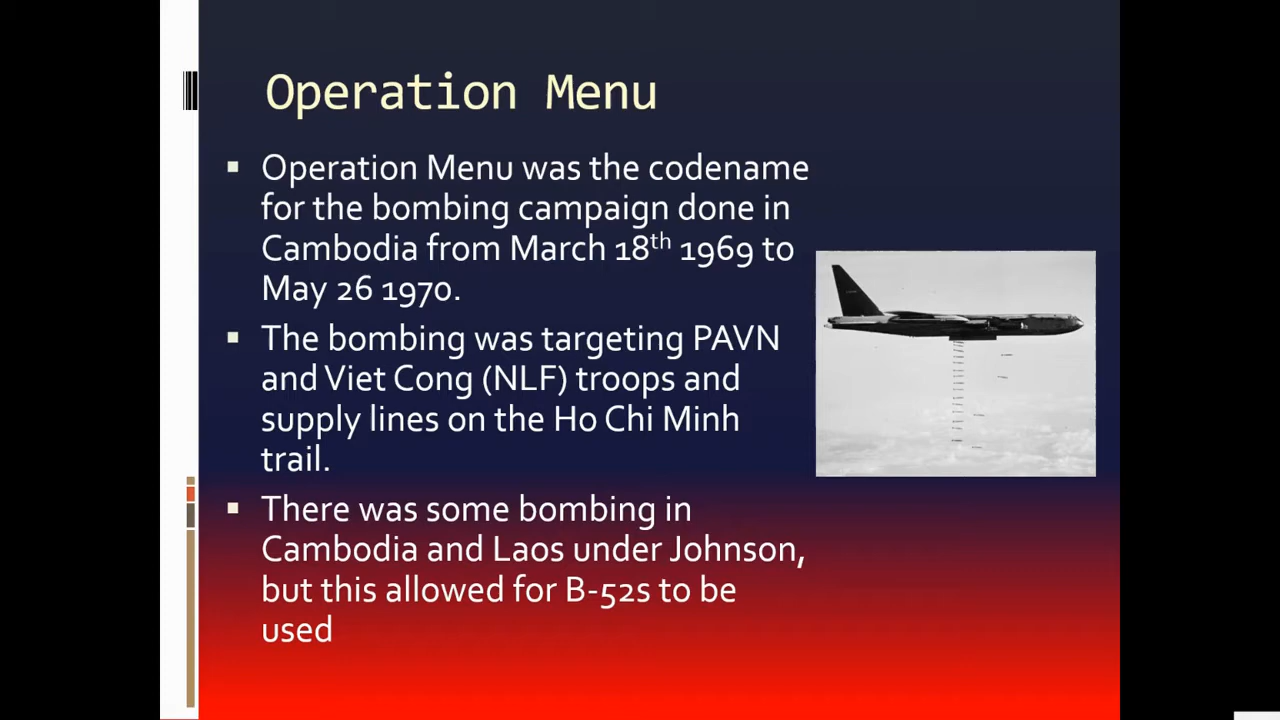 Operation Menu
Operation Menu was the codename
for the bombing campaign done in
Cambodia from March 18th 1969 to
May 26 1970.
The bombing was targeting PAVN
and Viet Cong (NLF) troops and
supply lines on the Ho Chi Minh
trail.
There was some bombing in
Cambodia and Laos under Johnson,
but this allowed for B-52s to be
used